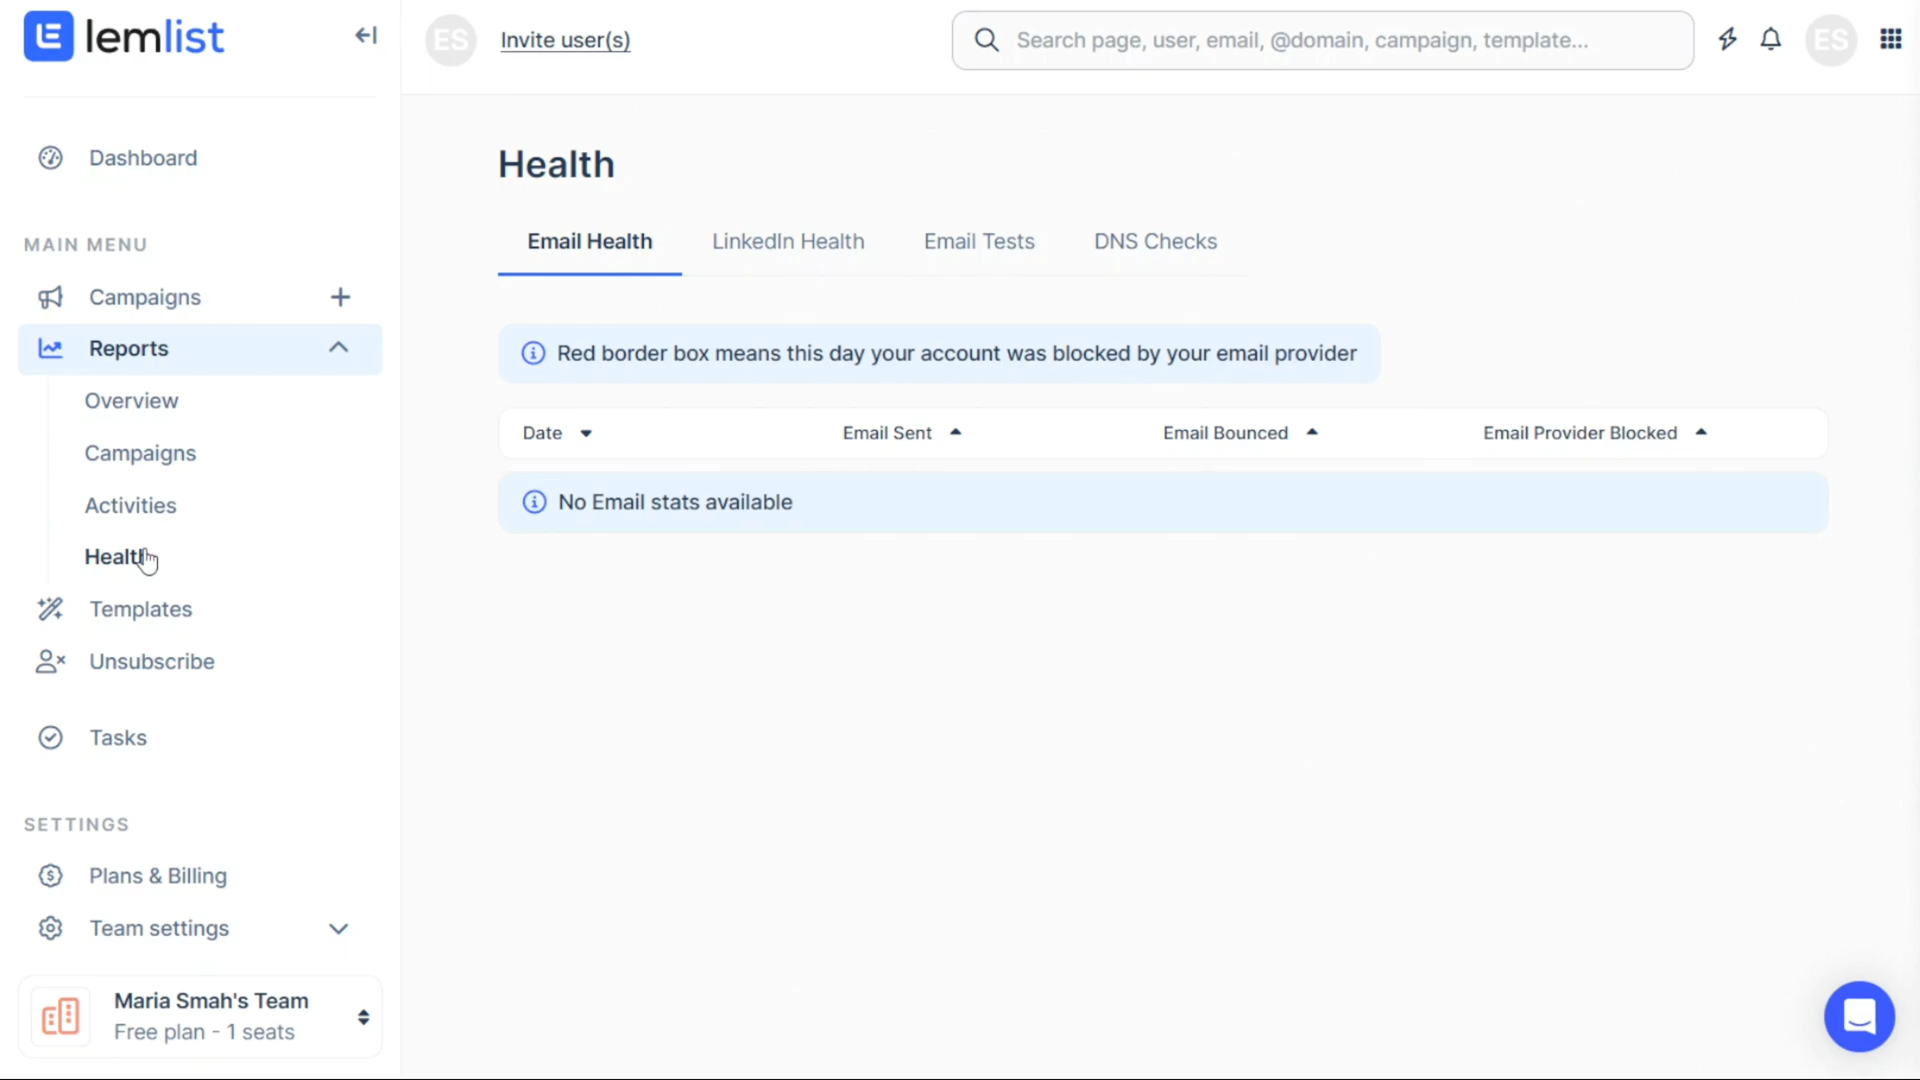 lemlist
ES
Invite user(s)
Search page, user, email, @domain, campaign, template...
ES
Dashboard
MAIN MENU
Campaigns
Reports
Overview
Campaigns
Activities
Health
Templates
Unsubscribe
Tasks
SETTINGS
Plans & Billing
Team settings
Maria Smah's Team
Free plan - 1 seats
Health
Email Health LinkedIn Health Email Tests DNS Checks
Red border box means this day your account was blocked by your email provider
Date Email Sent Email Bounced Email Provider Blocked
No Email stats available